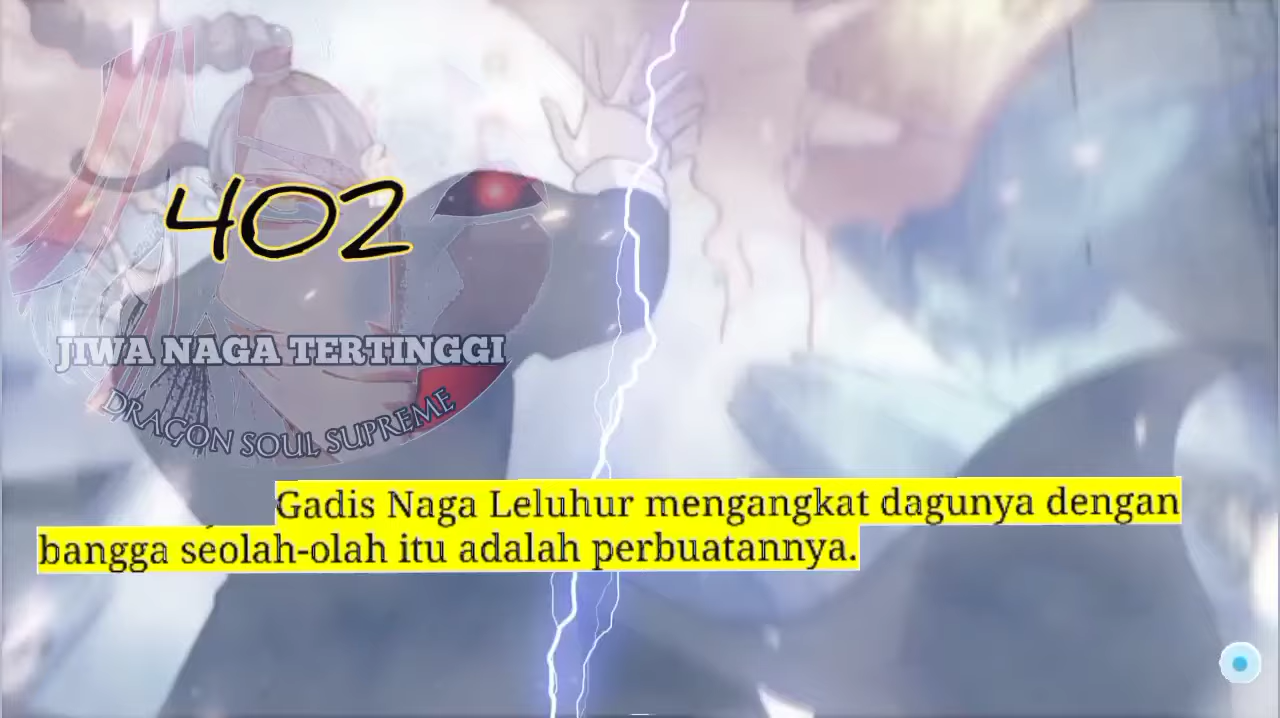 402
JIWA NAGA TERTINGGI
DRAGON SOUL SUPREME
Gadis Naga Leluhur mengangkat dagunya dengan
bangga seolah-olah itu adalah perbuatannya.